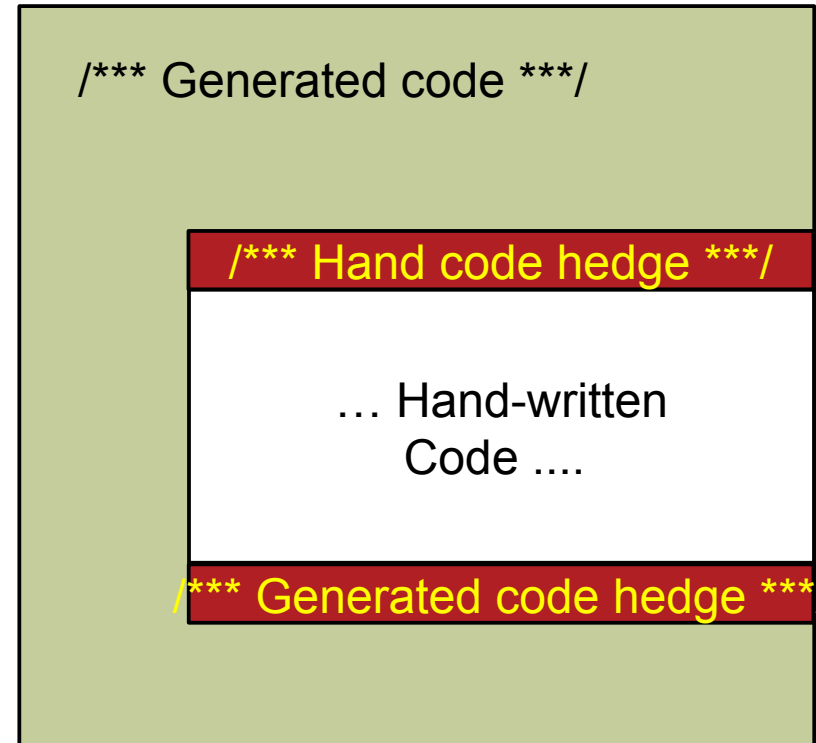 /*** Generated code ***/
/*** Hand code hedge ***/
… Hand-written
Code ....
/*** Generated code hedge ***